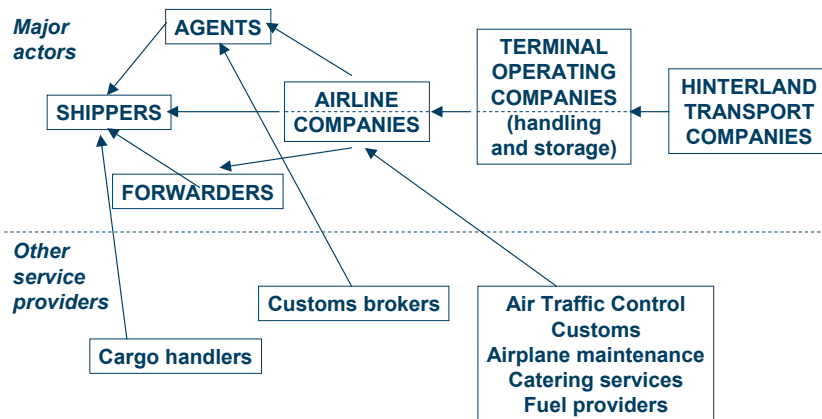 Major
actors
AGENTS
SHIPPERS
AIRLINE
COMPANIES
TERMINAL
OPERATING
COMPANIES
(handling
and storage)
HINTERLAND
TRANSPORT
COMPANIES
FORWARDERS
Other
service
providers
Customs brokers
Cargo handlers
Air Traffic Control
Customs
Airplane maintenance
Catering services
Fuel providers